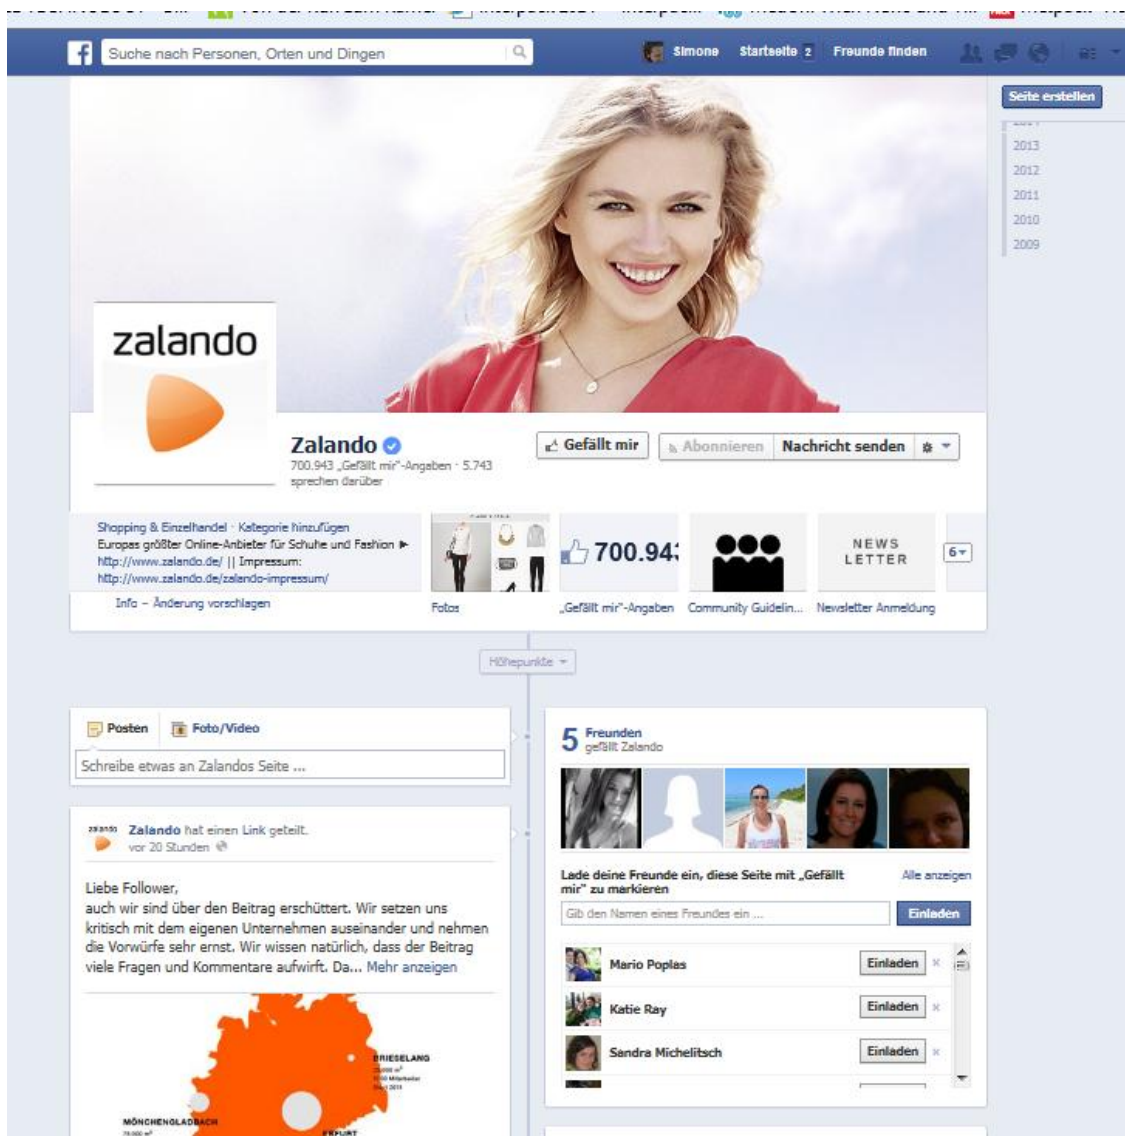 Suche nach Personen, Orten und Dingen
Simone Startseite 2 Freunde finden
Seite erstellen
2013
2012
2011
2010
2009
zalando
Zalando
700.943 „Gefällt mir“-Angaben · 5.743
sprechen darüber
Gefällt mir
Abonnieren
Nachricht senden
Shopping & Einzelhandel · Kategorie hinzufügen
Europas größter Online-Anbieter für Schuhe und Fashion ►
http://www.zalando.de/ || Impressum:
http://www.zalando.de/zalando-impressum/
Info – Änderung vorschlagen
Fotos
700.943
„Gefällt mir“-Angaben
Community Guidelin...
NEWS
LETTER
Newsletter Anmeldung
6
Höhepunkte
Posten Foto/Video
Schreibe etwas an Zalandos Seite ...
zalando
Zalando hat einen Link geteilt.
vor 20 Stunden
Liebe Follower,
auch wir sind über den Beitrag erschüttert. Wir setzen uns
kritisch mit dem eigenen Unternehmen auseinander und nehmen
die Vorwürfe sehr ernst. Wir wissen natürlich, dass der Beitrag
viele Fragen und Kommentare aufwirft. Da... Mehr anzeigen
BRIESELANG
MÖNCHENGLADBACH
ERFURT
5 Freunden
gefällt Zalando
Lade deine Freunde ein, diese Seite mit „Gefällt
mir“ zu markieren
Alle anzeigen
Gib den Namen eines Freundes ein ...
Einladen
Mario Poplas Einladen
Katie Ray Einladen
Sandra Michelitsch Einladen